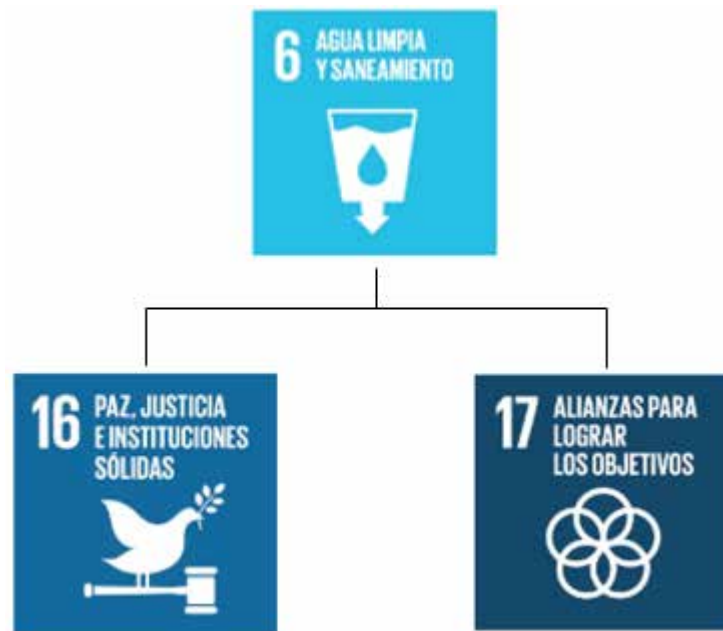 6 AGUA LIMPIA
Y SANEAMIENTO
16 PAZ, JUSTICIA
E INSTITUCIONES
SÓLIDAS
17 ALIANZAS PARA
LOGRAR
LOS OBJETIVOS